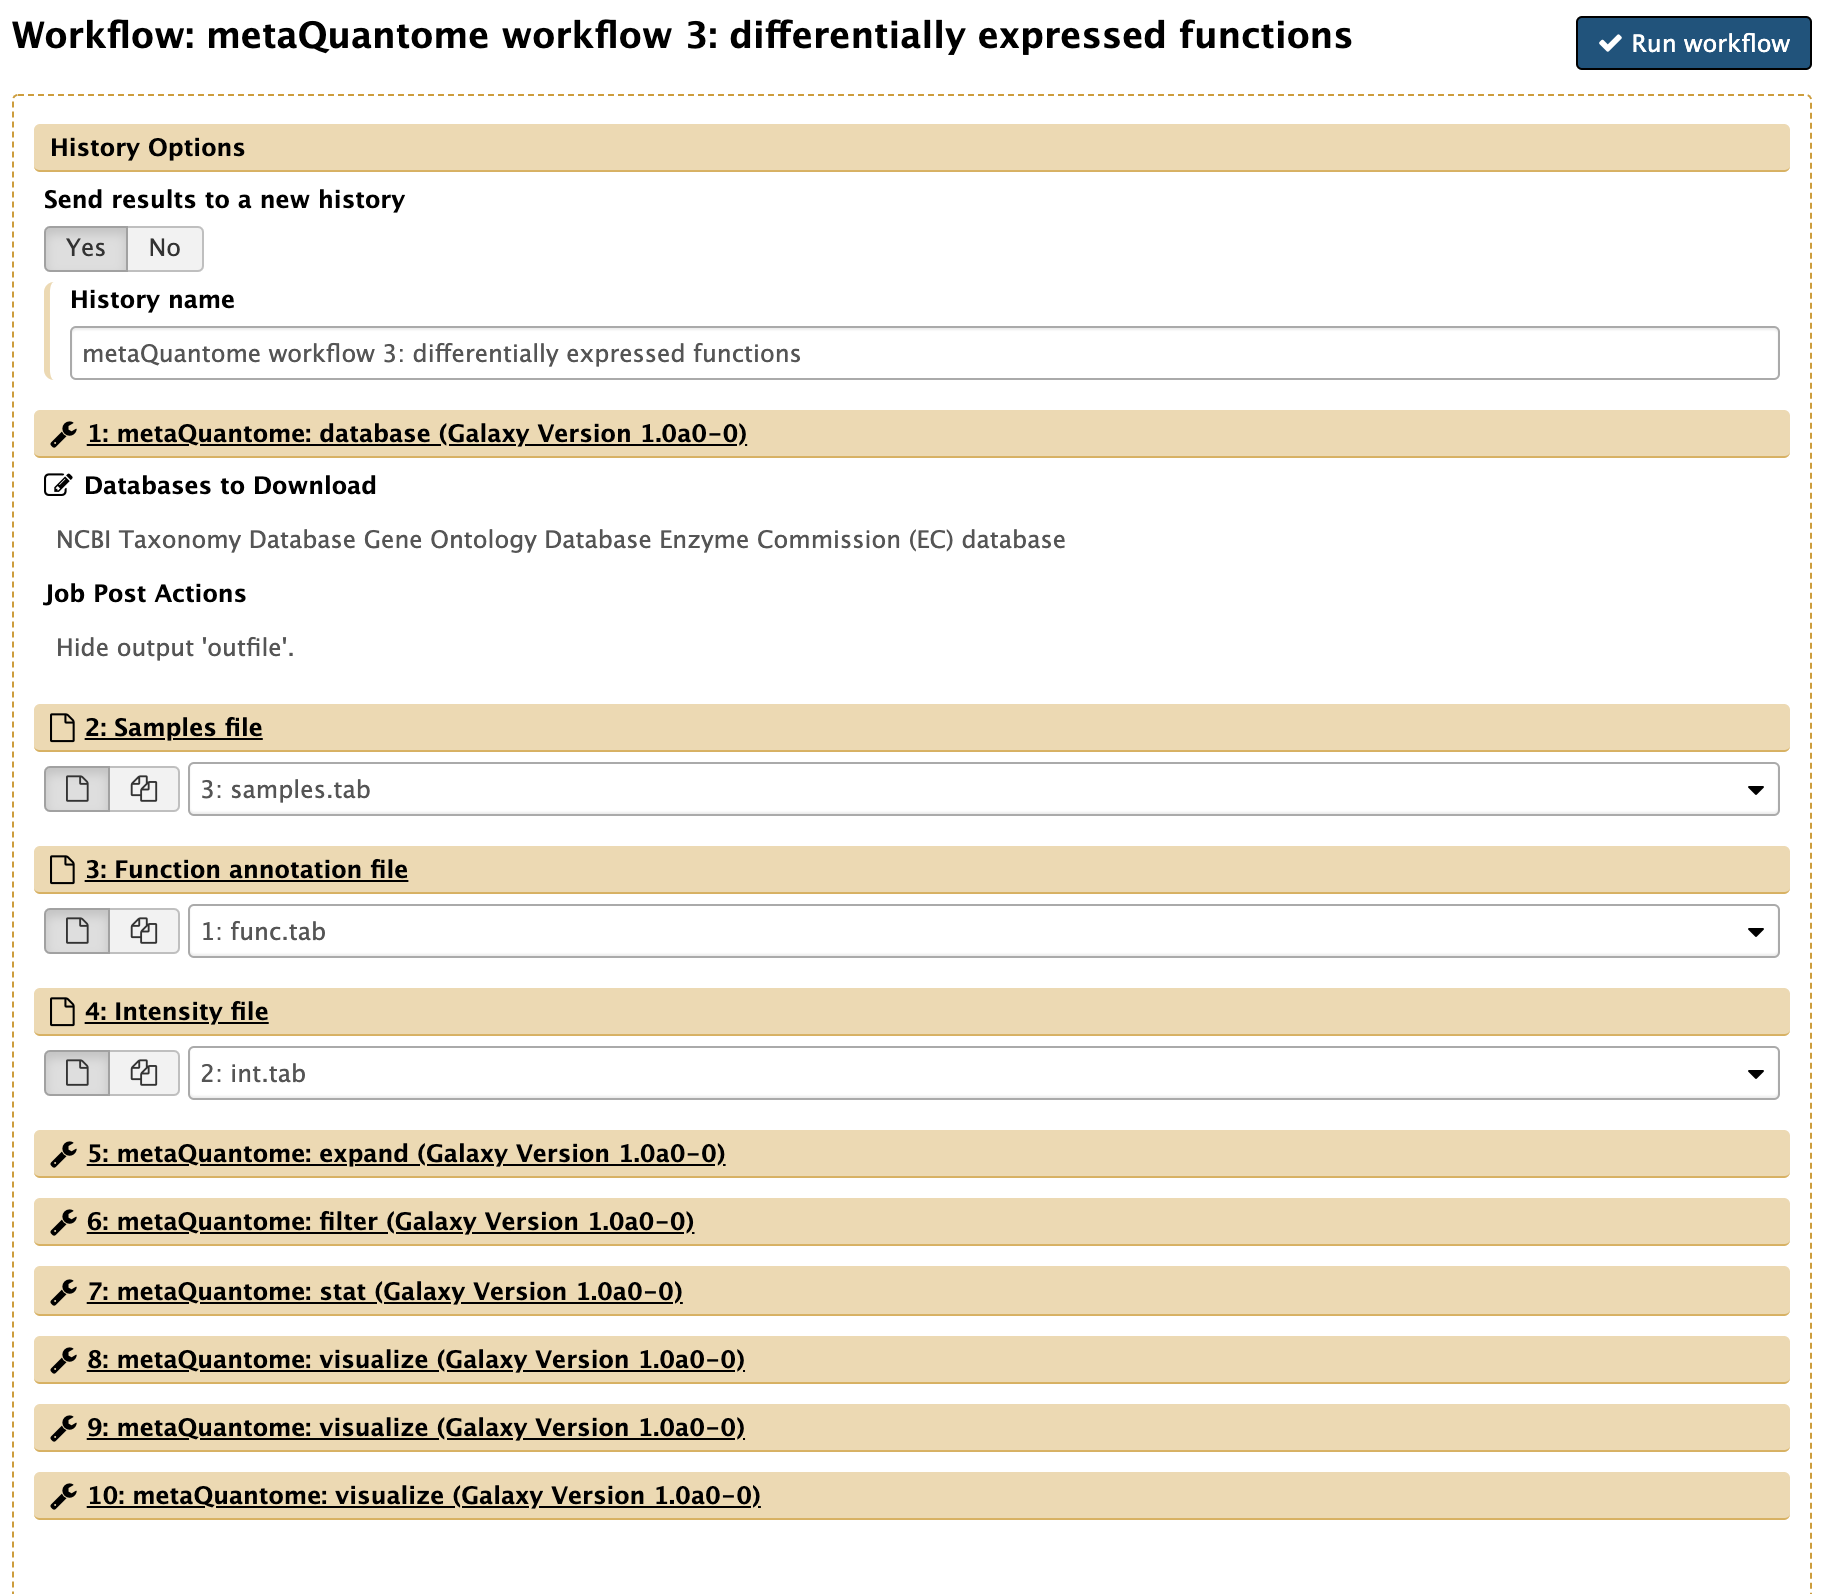 Workflow: metaQuantome workflow 3: differentially expressed functions
Run workflow
History Options
Send results to a new history
Yes No
History name
metaQuantome workflow 3: differentially expressed functions
1: metaQuantome: database (Galaxy Version 1.0a0-0)
Databases to Download
NCBI Taxonomy Database Gene Ontology Database Enzyme Commission (EC) database
Job Post Actions
Hide output 'outfile'.
2: Samples file
3: samples.tab
3: Function annotation file
1: func.tab
4: Intensity file
2: int.tab
5: metaQuantome: expand (Galaxy Version 1.0a0-0)
6: metaQuantome: filter (Galaxy Version 1.0a0-0)
7: metaQuantome: stat (Galaxy Version 1.0a0-0)
8: metaQuantome: visualize (Galaxy Version 1.0a0-0)
9: metaQuantome: visualize (Galaxy Version 1.0a0-0)
10: metaQuantome: visualize (Galaxy Version 1.0a0-0)